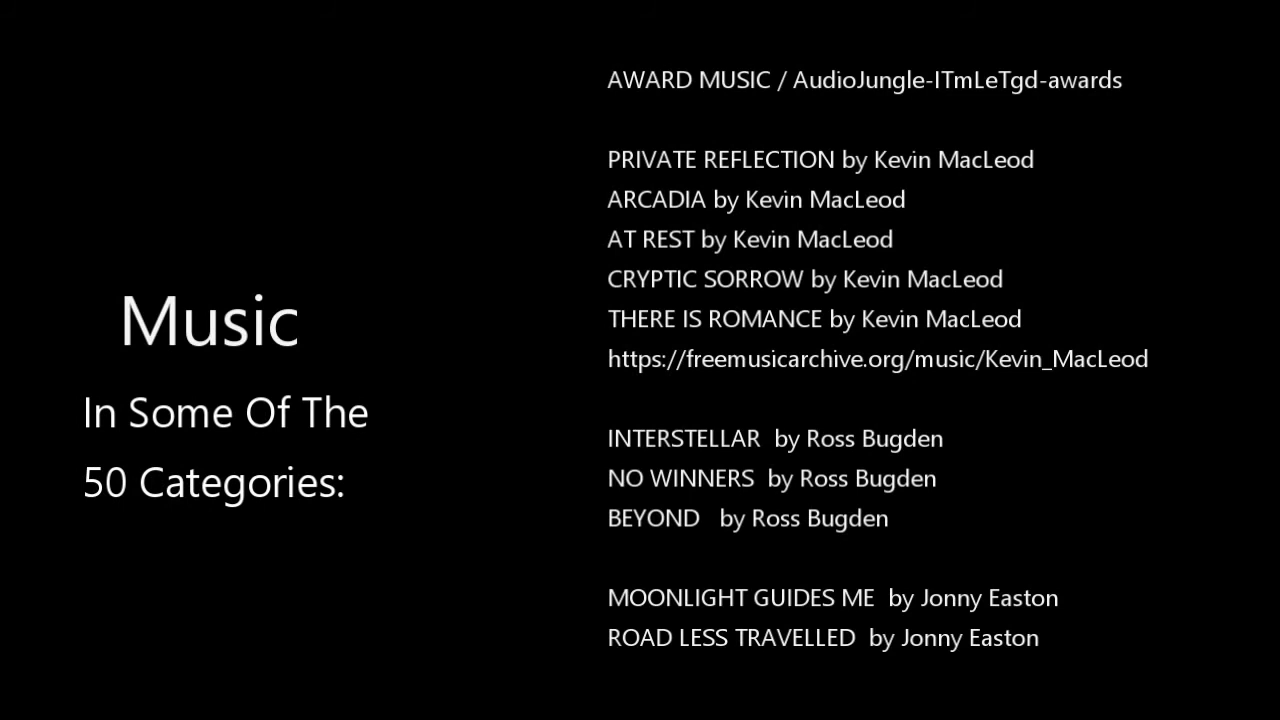 Music
In Some Of The
50 Categories:
AWARD MUSIC / AudioJungle-ITmLeTgd-awards
PRIVATE REFLECTION by Kevin MacLeod
ARCADIA by Kevin MacLeod
AT REST by Kevin MacLeod
CRYPTIC SORROW by Kevin MacLeod
THERE IS ROMANCE by Kevin MacLeod
https://freemusicarchive.org/music/Kevin_MacLeod
INTERSTELLAR by Ross Bugden
NO WINNERS by Ross Bugden
BEYOND by Ross Bugden
MOONLIGHT GUIDES ME by Jonny Easton
ROAD LESS TRAVELLED by Jonny Easton